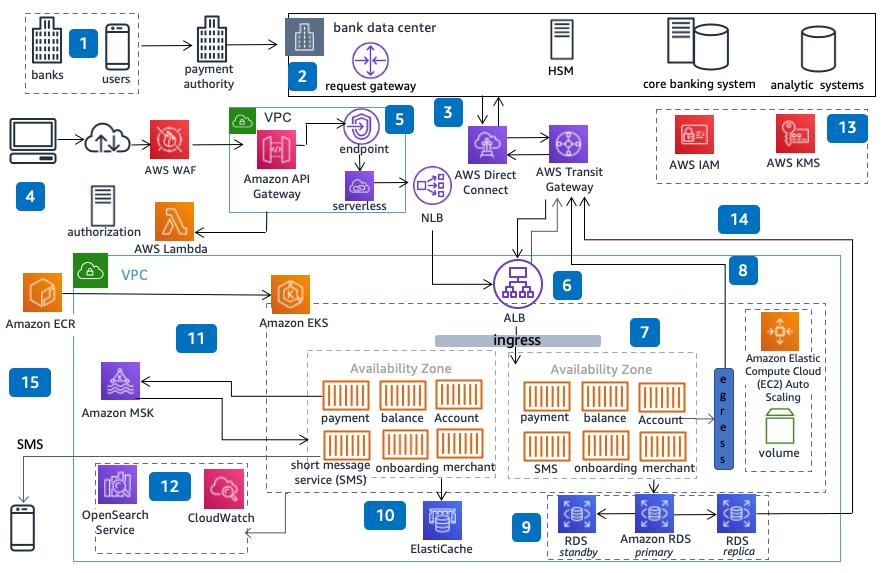 1
banks
users
payment
authority
bank data center
2
request gateway
HSM
core banking system
analytic systems
3
4
VPC
5
endpoint
AWS WAF
Amazon API
Gateway
serverless
NLB
AWS Direct
Connect
AWS Transit
Gateway
AWS IAM
AWS KMS
13
authorization
AWS Lambda
14
VPC
Amazon ECR
Amazon EKS
6
ALB
8
11
ingress
7
15
Amazon MSK
Availability Zone
payment
balance
Account
short message
service (SMS)
onboarding
merchant
Availability Zone
payment
balance
Account
SMS
onboarding
merchant
egress
Amazon Elastic
Compute Cloud
(EC2) Auto
Scaling
volume
SMS
OpenSearch
Service
12
CloudWatch
10
ElastiCache
9
RDS
standby
Amazon RDS
primary
RDS
replica